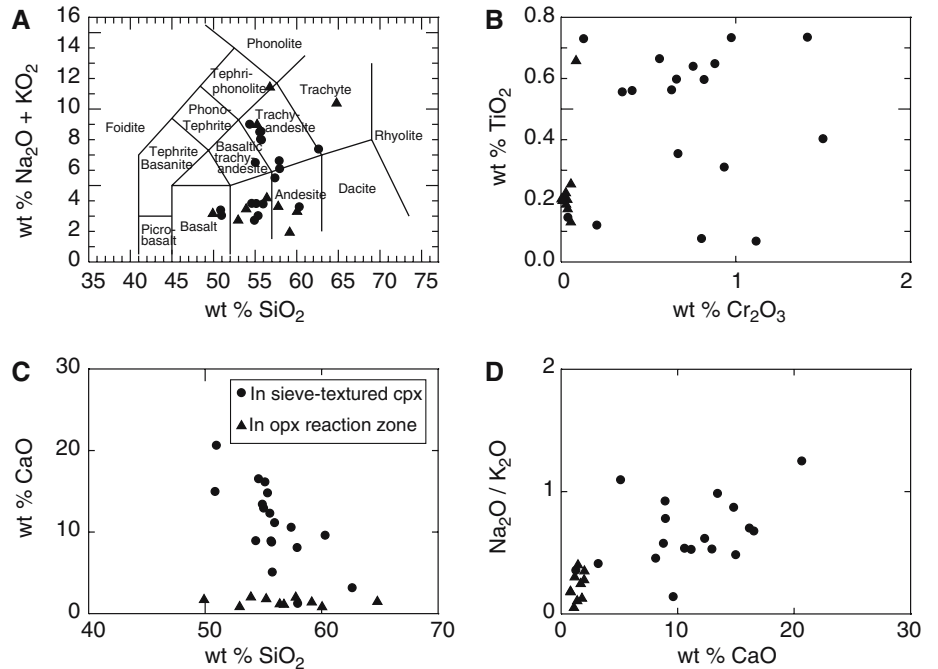 A
16
14
12
10
8
6
4
2
0
wt % Na2O + KO2
35 40 45 50 55 60 65 70 75
wt % SiO2
Phonolite
Tephri-
phonolite
Trachyte
Foidite
Phono-
Tephrite
Trachy-
andesite
Rhyolite
Tephrite
Basanite
Basaltic
trachy-
andesite
Andesite
Dacite
Picro-
basalt
Basalt
B
0.8
0.6
0.4
0.2
0.0
wt % TiO2
0 1 2
wt % Cr2O3
C
30
20
10
0
wt % CaO
40 50 60 70
wt % SiO2
In sieve-textured cpx
In opx reaction zone
D
2
1
0
Na2O / K2O
0 10 20 30
wt % CaO